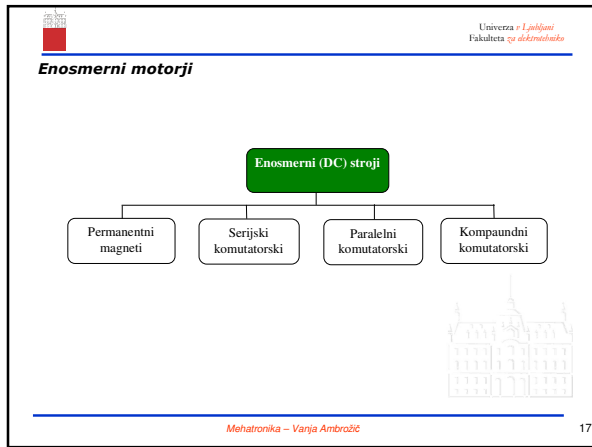 Univerza v Ljubljani
Fakulteta za elektrotehniko
Enosmerni motorji
Enosmerni (DC) stroji
Permanentni
magneti
Serijski
komutatorski
Paralelni
komutatorski
Kompaundni
komutatorski
Mehatronika – Vanja Ambrožič
17